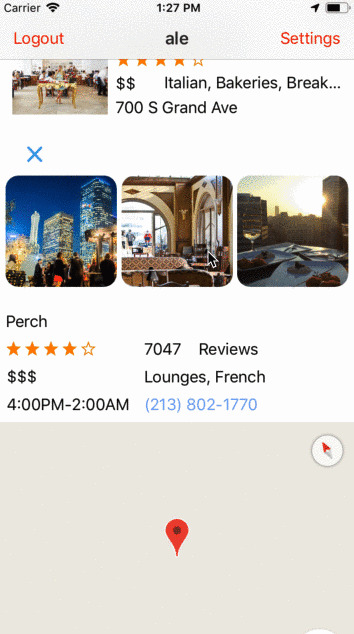 Carrier 1:27 PM
Logout ale Settings
$$ Italian, Bakeries, Break...
700 S Grand Ave
Perch
7047 Reviews
$$$ Lounges, French
4:00PM-2:00AM (213) 802-1770